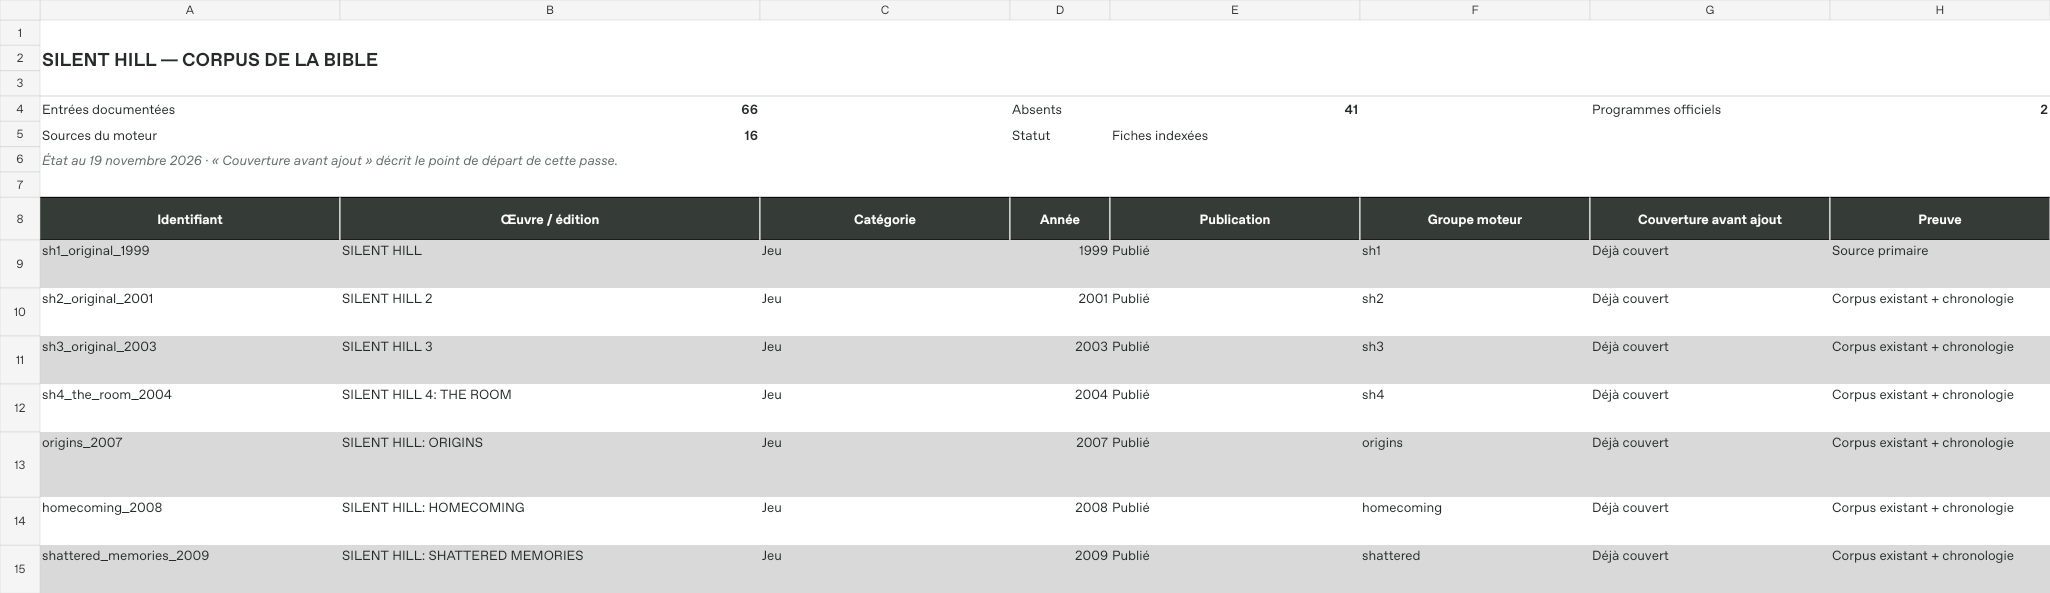 A B C D E F G H
1
2 SILENT HILL — CORPUS DE LA BIBLE
3
4 Entrées documentées 66 Absents 41 Programmes officiels 2
5 Sources du moteur 16 Statut Fiches indexées
6 État au 19 novembre 2026 · « Couverture avant ajout » décrit le point de départ de cette passe.
7
8 Identifiant Œuvre / édition Catégorie Année Publication Groupe moteur Couverture avant ajout Preuve
9 sh1_original_1999 SILENT HILL Jeu 1999 Publié sh1 Déjà couvert Source primaire
10 sh2_original_2001 SILENT HILL 2 Jeu 2001 Publié sh2 Déjà couvert Corpus existant + chronologie
11 sh3_original_2003 SILENT HILL 3 Jeu 2003 Publié sh3 Déjà couvert Corpus existant + chronologie
12 sh4_the_room_2004 SILENT HILL 4: THE ROOM Jeu 2004 Publié sh4 Déjà couvert Corpus existant + chronologie
13 origins_2007 SILENT HILL: ORIGINS Jeu 2007 Publié origins Déjà couvert Corpus existant + chronologie
14 homecoming_2008 SILENT HILL: HOMECOMING Jeu 2008 Publié homecoming Déjà couvert Corpus existant + chronologie
15 shattered_memories_2009 SILENT HILL: SHATTERED MEMORIES Jeu 2009 Publié shattered Déjà couvert Corpus existant + chronologie